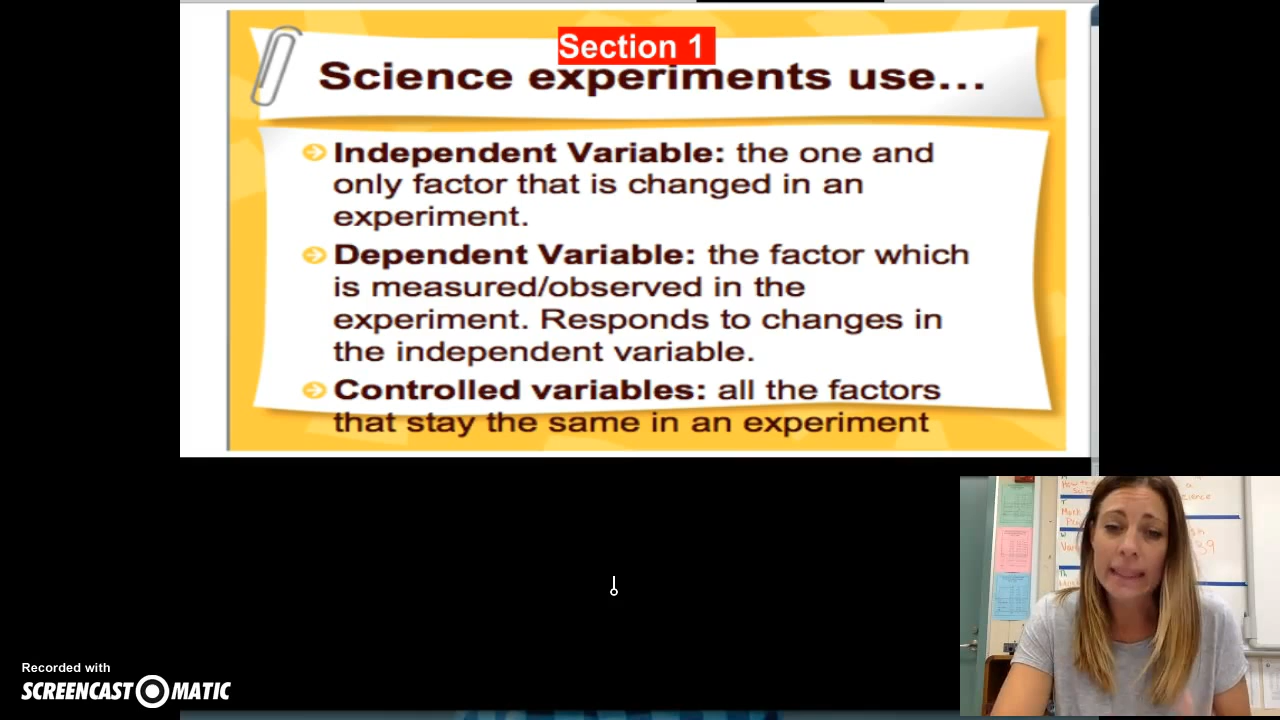 Section 1
Science experiments use...
Independent Variable: the one and
only factor that is changed in an
experiment.
Dependent Variable: the factor which
is measured/observed in the
experiment. Responds to changes in
the independent variable.
Controlled variables: all the factors
that stay the same in an experiment
Recorded with
SCREENCAST MATIC